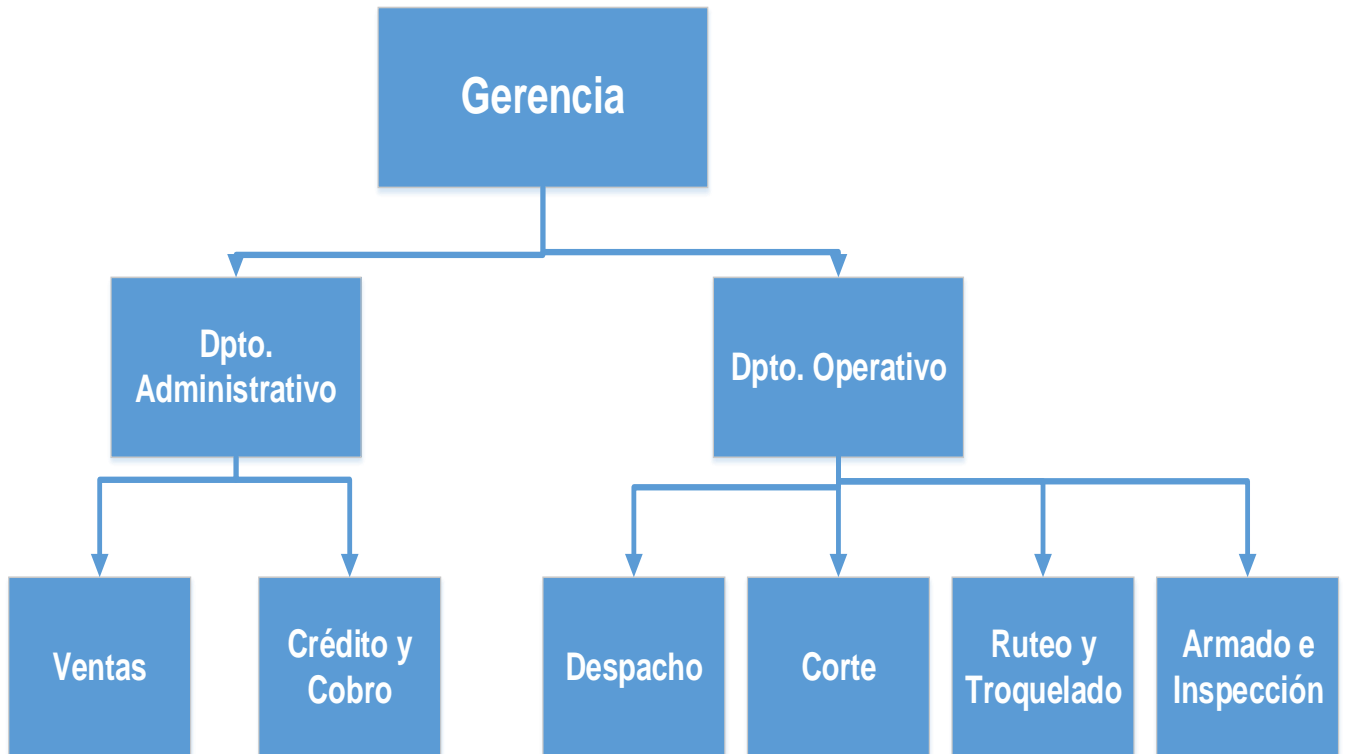 Gerencia
Dpto.
Administrativo
Dpto. Operativo
Ventas
Crédito y
Cobro
Despacho
Corte
Ruteo y
Troquelado
Armado e
Inspección